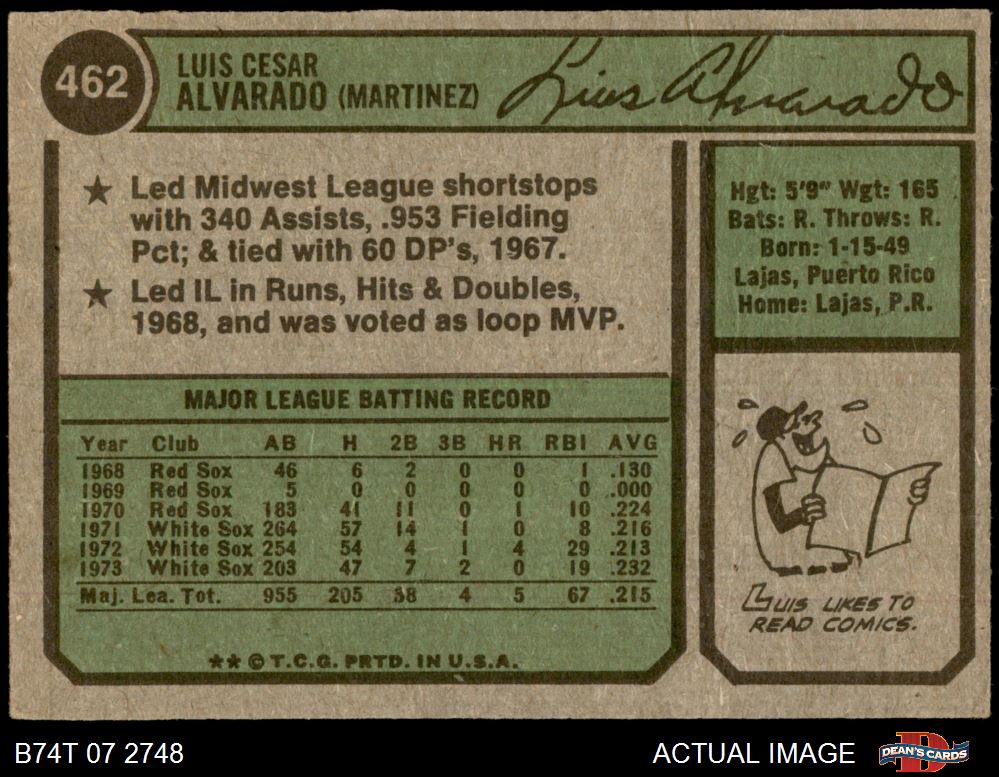 462
LUIS CESAR
ALVARADO (MARTINEZ)
Luis Alvarado
★ Led Midwest League shortstops
with 340 Assists, .953 Fielding
Pct; & tied with 60 DP's, 1967.
★ Led IL in Runs, Hits & Doubles,
1968, and was voted as loop MVP.
Hgt: 5'9" Wgt: 165
Bats: R. Throws: R.
Born: 1-15-49
Lajas, Puerto Rico
Home: Lajas, P.R.
MAJOR LEAGUE BATTING RECORD
Year Club AB H 2B 3B HR RBI AVG
1968 Red Sox 46 6 2 0 0 1 .130
1969 Red Sox 5 0 0 0 0 0 .000
1970 Red Sox 183 41 11 0 1 10 .224
1971 White Sox 264 57 14 1 0 8 .216
1972 White Sox 254 54 4 1 4 29 .213
1973 White Sox 203 47 7 2 0 19 .232
Maj. Lea. Tot. 955 205 38 4 5 67 .215
** © T.C.G. PRTD. IN U.S.A.
LUIS LIKES TO
READ COMICS.
B74T 07 2748
ACTUAL IMAGE
DEAN'S CARDS